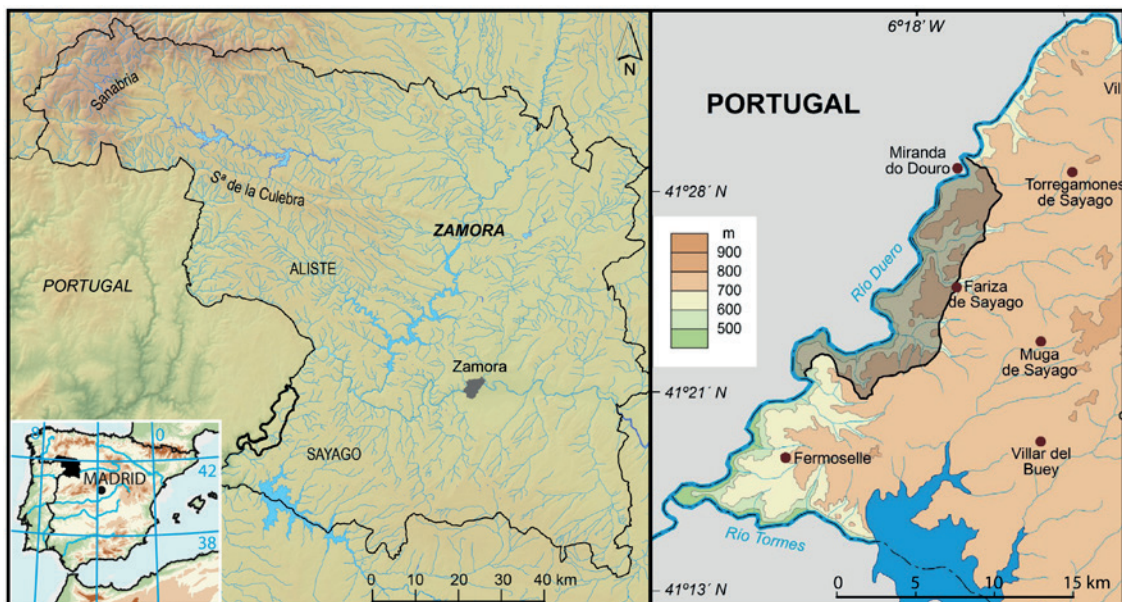 Sanabria
N
Sª de la Culebra
ZAMORA
ALISTE
PORTUGAL
Zamora
SAYAGO
0 10 20 30 40 km
8
0
42
MADRID
38
6º18´ W
PORTUGAL
Miranda
do Douro
41º28´ N
Torregamones
de Sayago
m
900
800
700
600
500
Río Duero
Fariza
de Sayago
Muga
de Sayago
41º21´ N
Fermoselle
Villar del
Buey
Río Tormes
41º13´ N
0 5 10 15 km